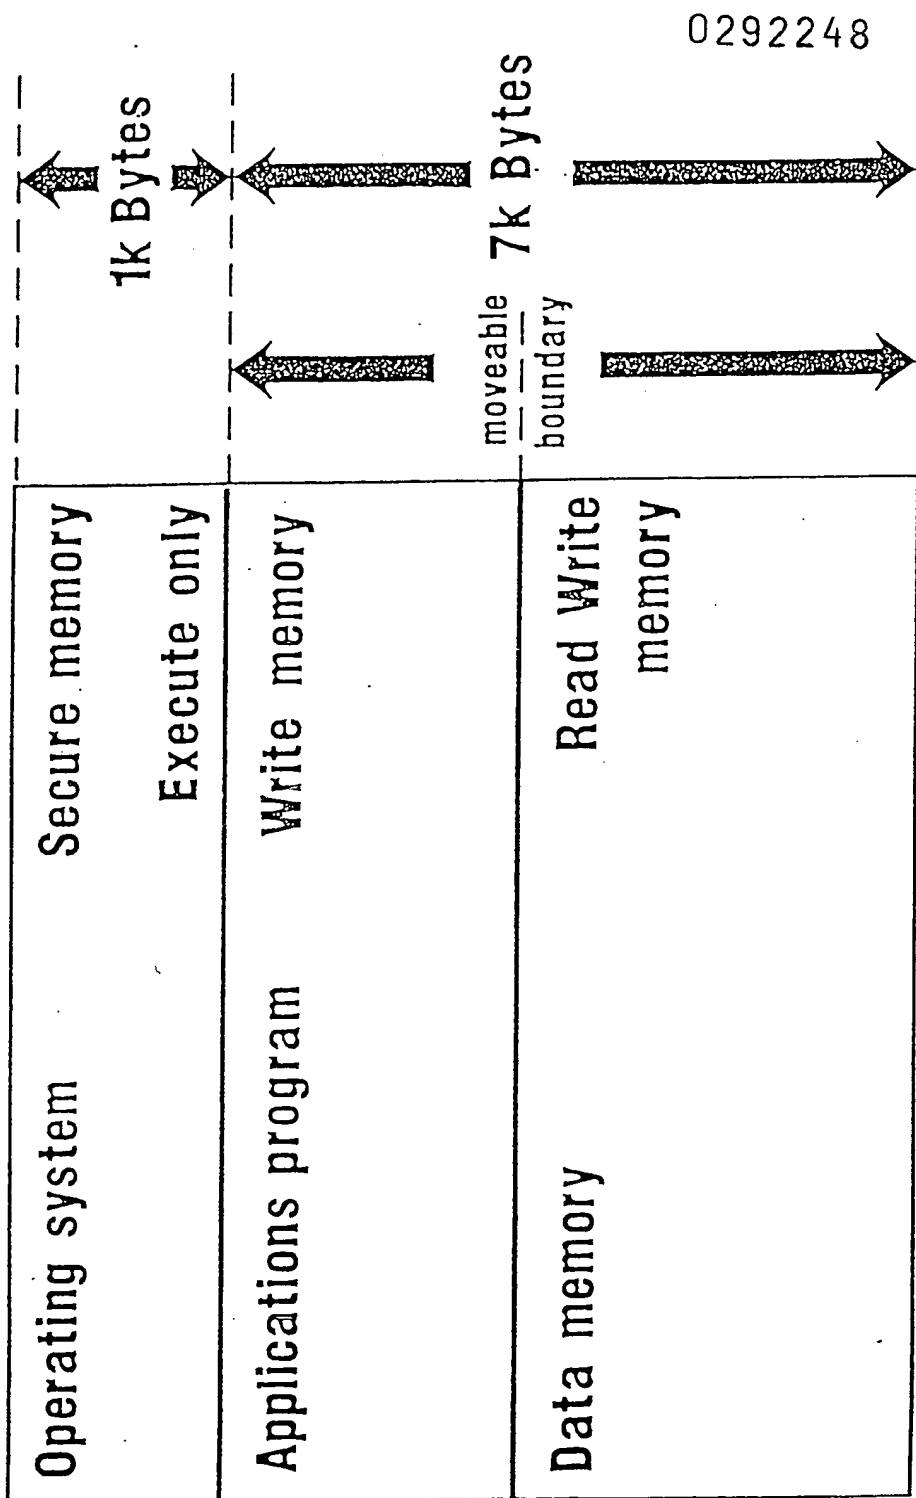 0292248
Operating system Secure memory 1k Bytes
Execute only
Applications program Write memory
moveable 7k Bytes
boundary
Data memory Read Write
memory